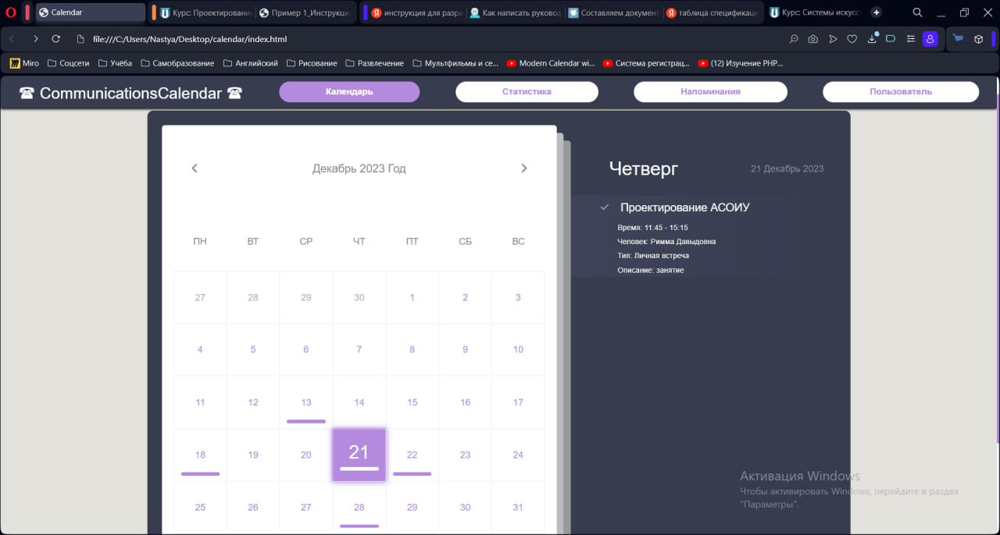 Calendar
Курс: Проектировани
Пример 1_Инструкци
инструкция для разра
Как написать руковод
Составляем документ
таблица спецификац
Курс: Системы искусс
file:///C:/Users/Nastya/Desktop/calendar/index.html
Miro
Соцсети
Учёба
Самобразование
Английский
Рисование
Развлечение
Мультфильмы и се...
Modern Calendar wi...
Система регистрац...
(12) Изучение PHP...
☎ CommunicationsCalendar ☎
Календарь
Статистика
Напоминания
Пользователь
Декабрь 2023 Год
ПН ВТ СР ЧТ ПТ СБ ВС
27 28 29 30 1 2 3
4 5 6 7 8 9 10
11 12 13 14 15 16 17
18 19 20 21 22 23 24
25 26 27 28 29 30 31
Четверг
21 Декабрь 2023
Проектирование АСОИУ
Время: 11:45 - 15:15
Человек: Римма Давыдовна
Тип: Личная встреча
Описание: занятие
Активация Windows
Чтобы активировать Windows, перейдите в раздел
"Параметры".